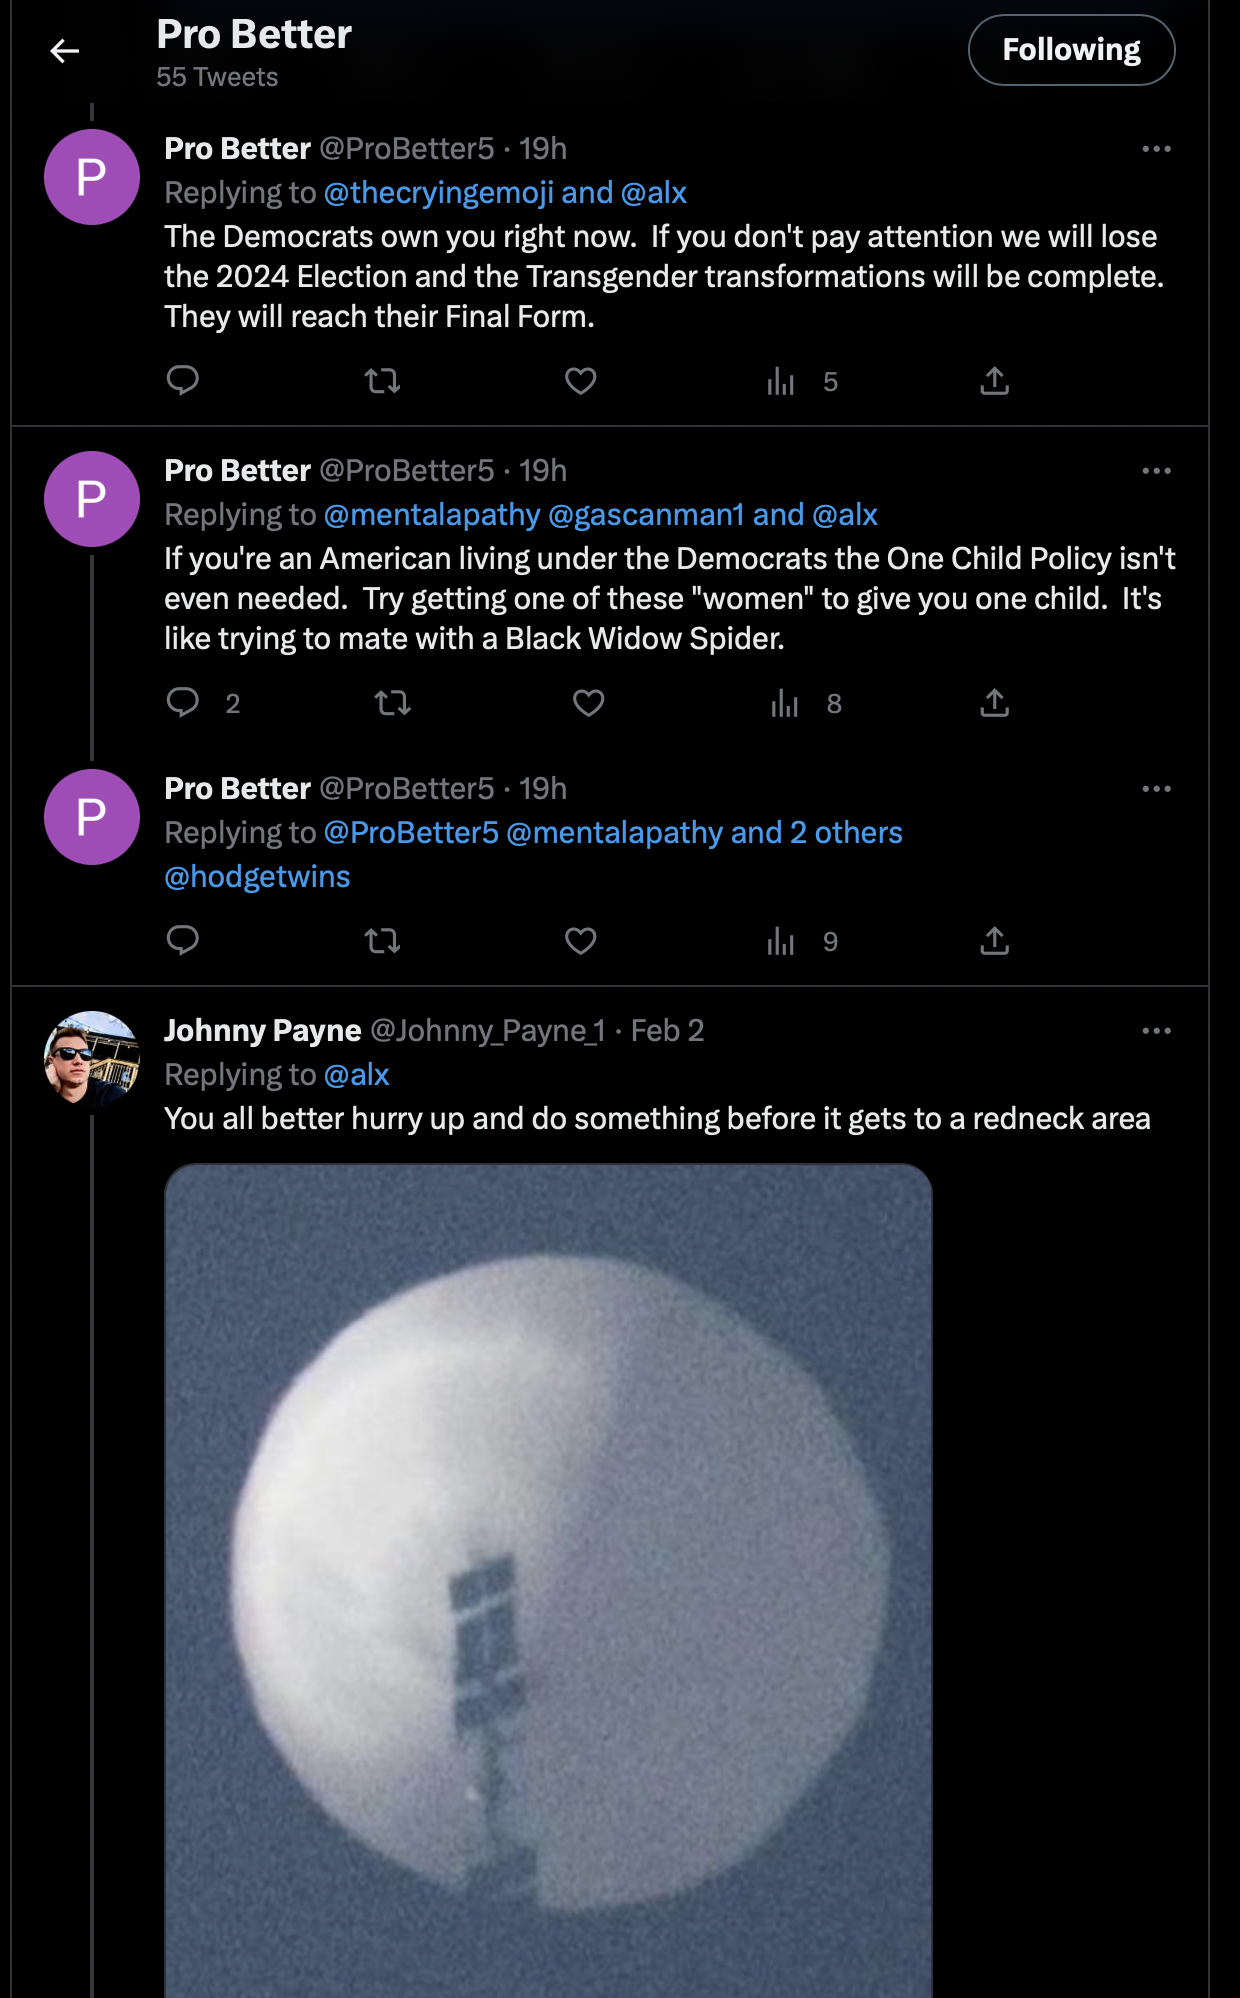 Pro Better
55 Tweets
Following
P
Pro Better @ProBetter5 · 19h
Replying to @thecryingemoji and @alx
The Democrats own you right now.  If you don't pay attention we will lose
the 2024 Election and the Transgender transformations will be complete.
They will reach their Final Form.
5
P
Pro Better @ProBetter5 · 19h
Replying to @mentalapathy @gascanman1 and @alx
If you're an American living under the Democrats the One Child Policy isn't
even needed.  Try getting one of these "women" to give you one child.  It's
like trying to mate with a Black Widow Spider.
2 8
P
Pro Better @ProBetter5 · 19h
Replying to @ProBetter5 @mentalapathy and 2 others
@hodgetwins
9
Johnny Payne @Johnny_Payne_1 · Feb 2
Replying to @alx
You all better hurry up and do something before it gets to a redneck area